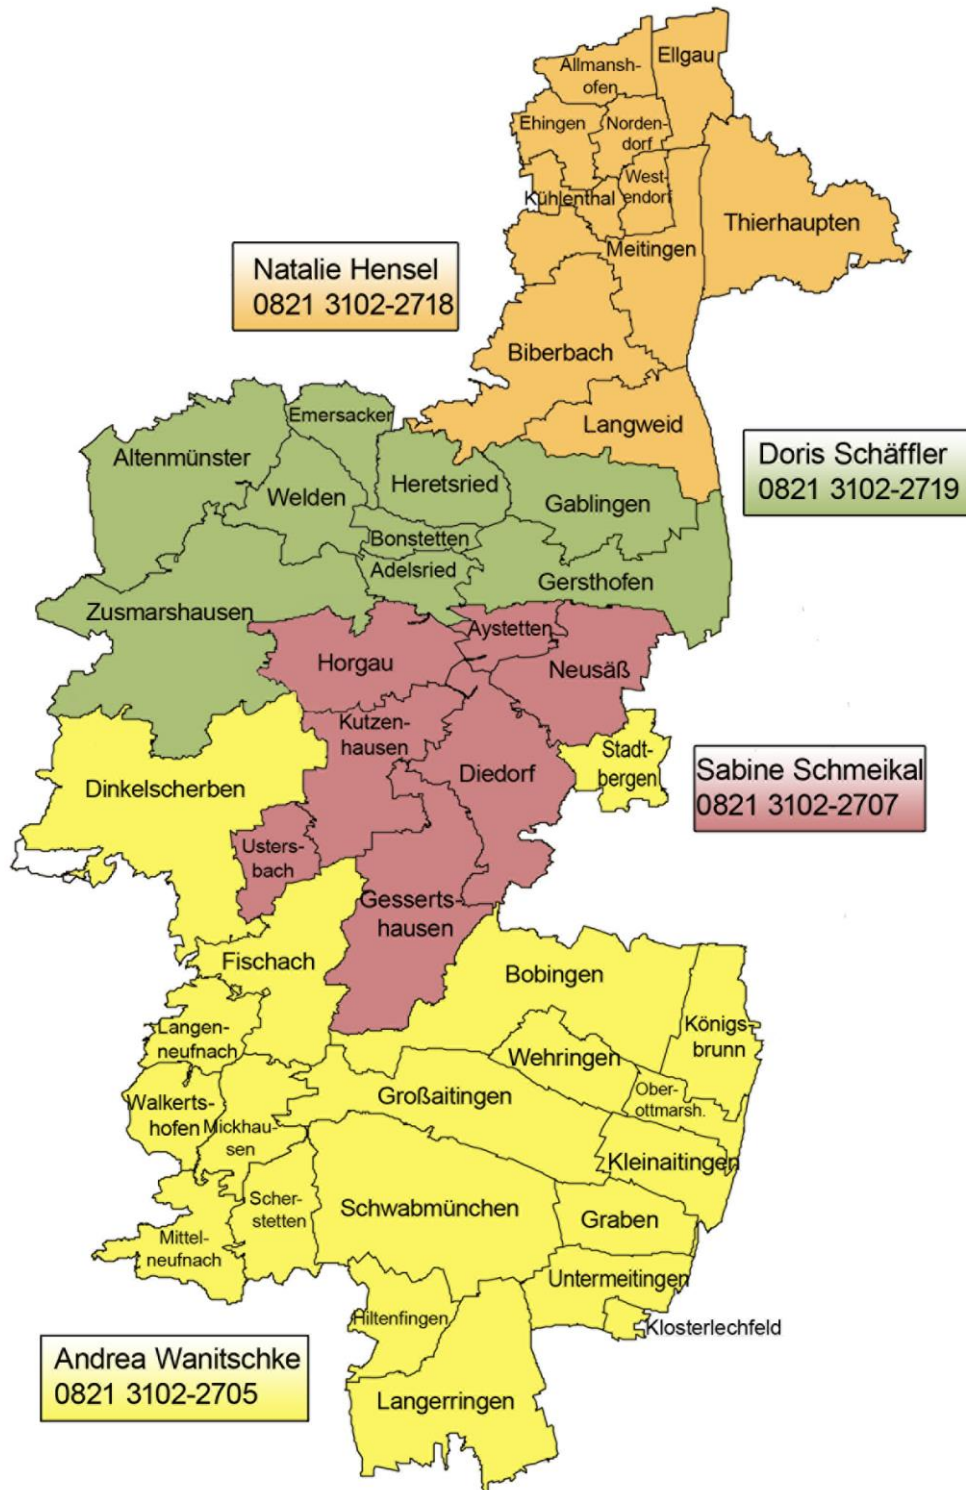 Allmansh-
ofen
Ellgau
Ehingen
Norden-
dorf
West-
endorf
Kühlenthal
Thierhaupten
Meitingen
Natalie Hensel
0821 3102-2718
Biberbach
Langweid
Emersacker
Altenmünster
Doris Schäffler
0821 3102-2719
Heretsried
Welden
Gablingen
Bonstetten
Adelsried
Gersthofen
Zusmarshausen
Aystetten
Horgau
Neusäß
Kutzen-
hausen
Stadt-
bergen
Diedorf
Sabine Schmeikal
0821 3102-2707
Dinkelscherben
Usters-
bach
Gesserts-
hausen
Fischach
Bobingen
Königs-
brunn
Langen-
neufnach
Wehringen
Ober-
ottmarsh.
Großaitingen
Walkerts-
hofen
Mickhau-
sen
Kleinaitingen
Scher-
stetten
Schwabmünchen
Graben
Mittel-
neufnach
Untermeitingen
Hiltenfingen
Klosterlechfeld
Andrea Wanitschke
0821 3102-2705
Langerringen